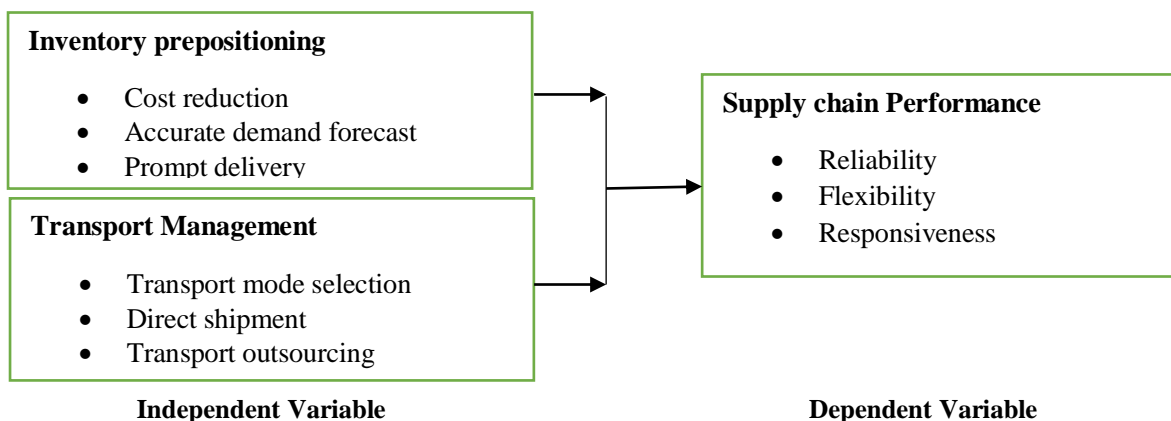 Inventory prepositioning
• Cost reduction
• Accurate demand forecast
• Prompt delivery
Transport Management
• Transport mode selection
• Direct shipment
• Transport outsourcing
Supply chain Performance
• Reliability
• Flexibility
• Responsiveness
Independent Variable
Dependent Variable